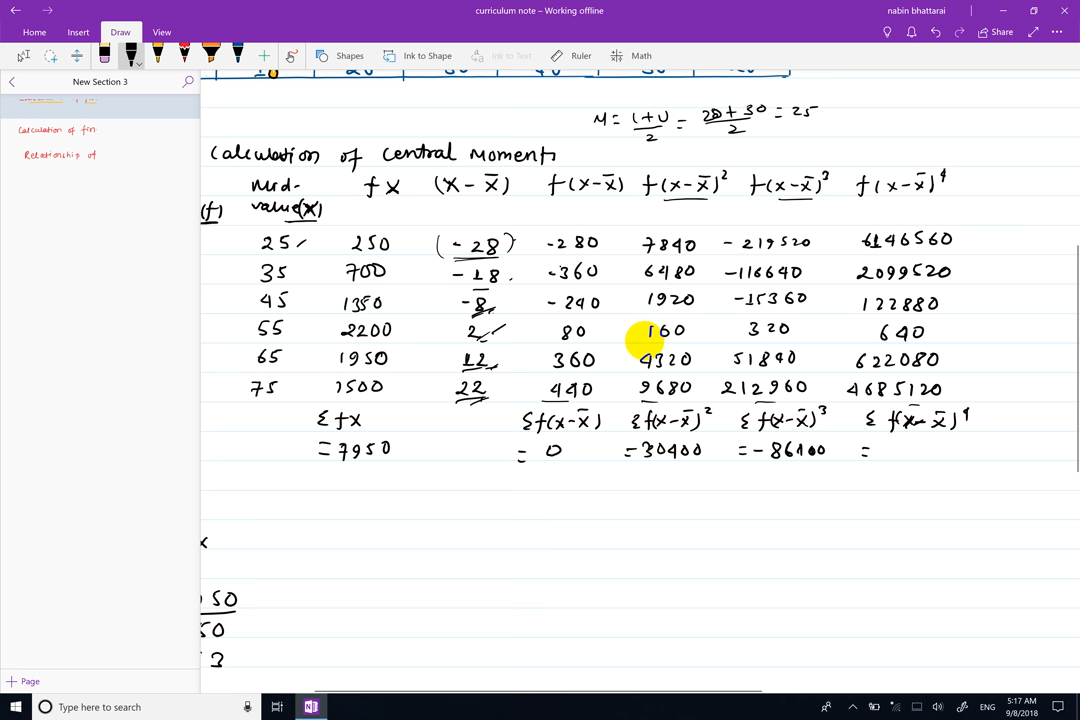 curriculum note – Working offline
nabin bhattarai
Home Insert Draw View
Share
Shapes Ink to Shape Ink to Text Ruler Math
New Section 3
Calculation of fin
Relationship of
M = (l+U)/2 = (20+30)/2 = 25
Calculation of central Moments
(f) Mid-value(x) fx (x - x̄) f(x-x̄) f(x-x̄)² f(x-x̄)³ f(x-x̄)⁴
25 250 (-28) -280 7840 -219520 6146560
35 700 -18 -360 6480 -116640 2099520
45 1350 -8 -240 1920 -15360 122880
55 2200 2 80 160 320 640
65 1950 12 360 4320 51840 622080
75 1500 22 440 9680 212960 4685120
Σfx Σf(x-x̄) Σf(x-x̄)² Σf(x-x̄)³ Σf(x-x̄)⁴
=7950 = 0 =30400 =-86400 =
x
50
50
3
+ Page
Type here to search
ENG
5:17 AM
9/8/2018